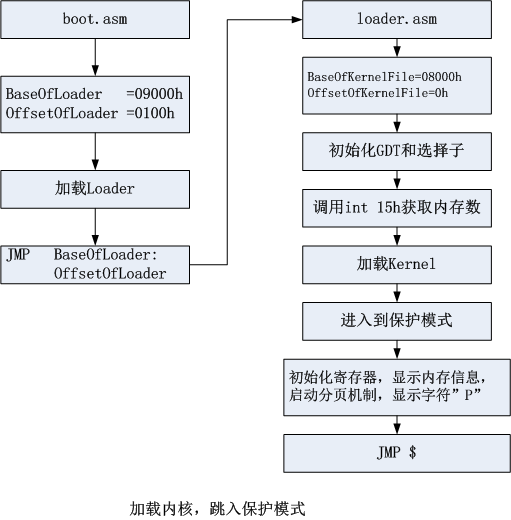 boot.asm
BaseOfLoader   =09000h
OffsetOfLoader =0100h
加载Loader
JMP   BaseOfLoader:
OffsetOfLoader
loader.asm
BaseOfKernelFile=08000h
OffsetOfKernelFile=0h
初始化GDT和选择子
调用int 15h获取内存数
加载Kernel
进入到保护模式
初始化寄存器，显示内存信息，
启动分页机制，显示字符”P”
JMP $
加载内核，跳入保护模式